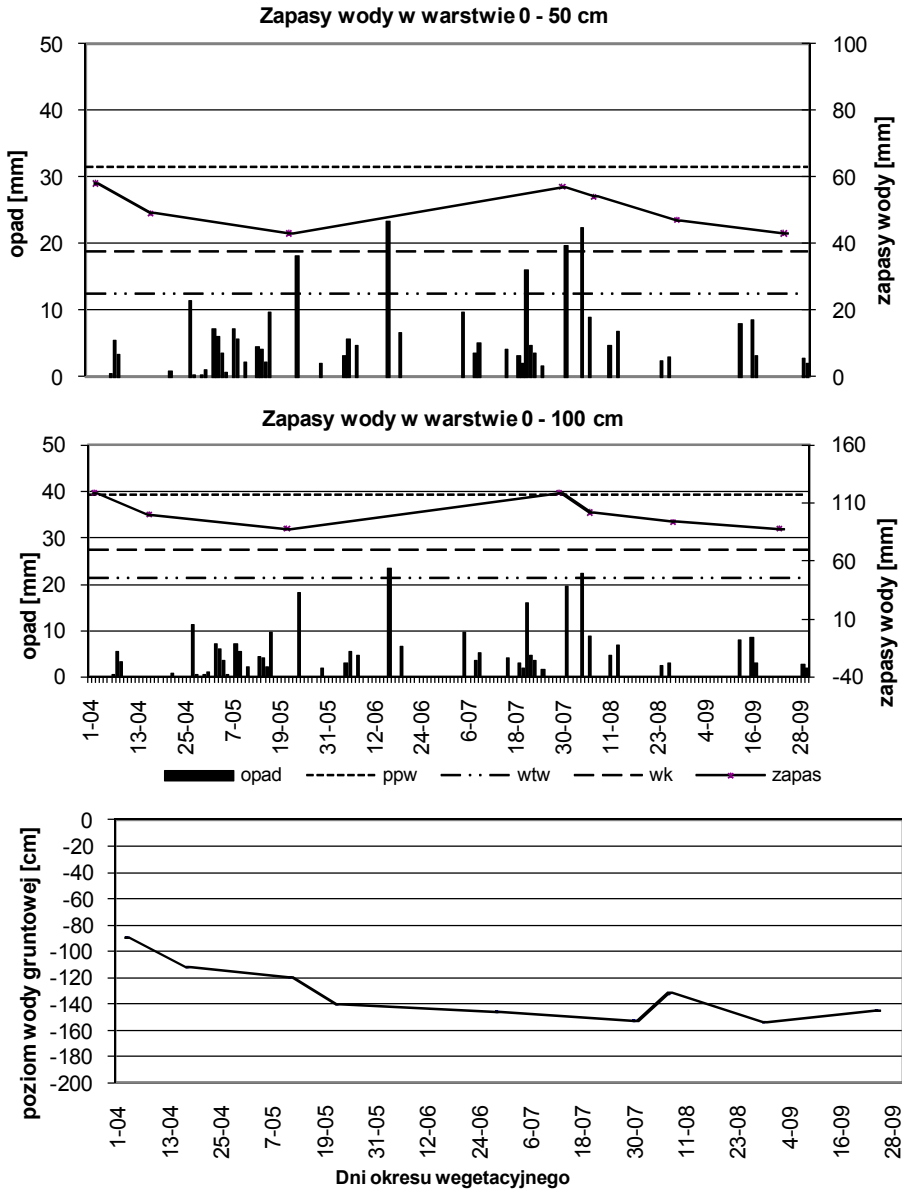 Zapasy wody w warstwie 0 - 50 cm
50 100
40 80
30 60
20 40
10 20
0 0
opad [mm]
zapasy wody [mm]
Zapasy wody w warstwie 0 - 100 cm
50 160
40 110
30
20 60
10 10
0 -40
opad [mm]
zapasy wody [mm]
1-04 13-04 25-04 7-05 19-05 31-05 12-06 24-06 6-07 18-07 30-07 11-08 23-08 4-09 16-09 28-09
opad ppw wtw wk zapas
0
-20
-40
-60
-80
-100
-120
-140
-160
-180
-200
poziom wody gruntowej [cm]
1-04 13-04 25-04 7-05 19-05 31-05 12-06 24-06 6-07 18-07 30-07 11-08 23-08 4-09 16-09 28-09
Dni okresu wegetacyjnego